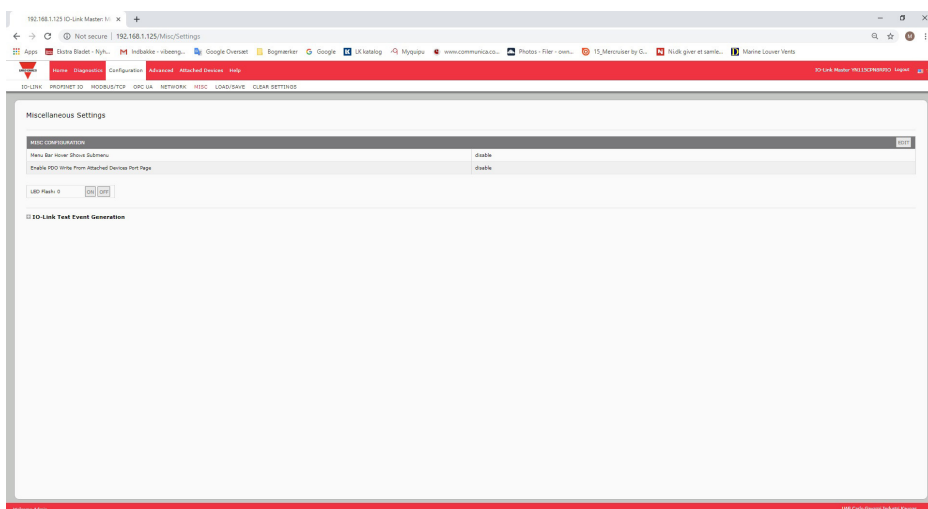 192.168.1.125 IO-Link Master M
Not secure | 192.168.1.125/Misc/Settings
Apps Ekstra Bladet - Nyh... Indbakke - vibeeng... Google Oversæt Bogmærker Google LK katalog Myquipu www.communica.co... Photos - Filer - own... 15_Mercruiser by G... Ni.dk giver et samle... Marine Louver Vents
Home Diagnostics Configuration Advanced Attached Devices Help
Logout
IO-LINK PROFINET IO MODBUS/TCP OPC UA NETWORK MISC LOAD/SAVE CLEAR SETTINGS
Miscellaneous Settings
MISC CONFIGURATION EDIT
Menu Bar Hover Shows Submenu disable
Enable PDO Write From Attached Devices Port Page disable
LED Flash: 0 ON OFF
IO-Link Test Event Generation